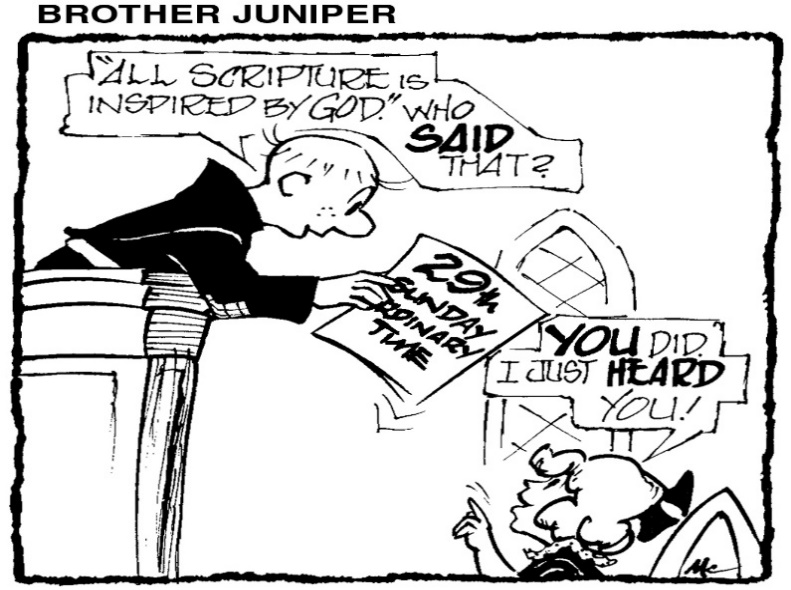 BROTHER JUNIPER
"ALL SCRIPTURE IS
INSPIRED BY GOD." WHO
SAID
THAT?
29th
SUNDAY
ORDINARY
TIME
YOU DID.
I JUST HEARD
YOU!
Mc